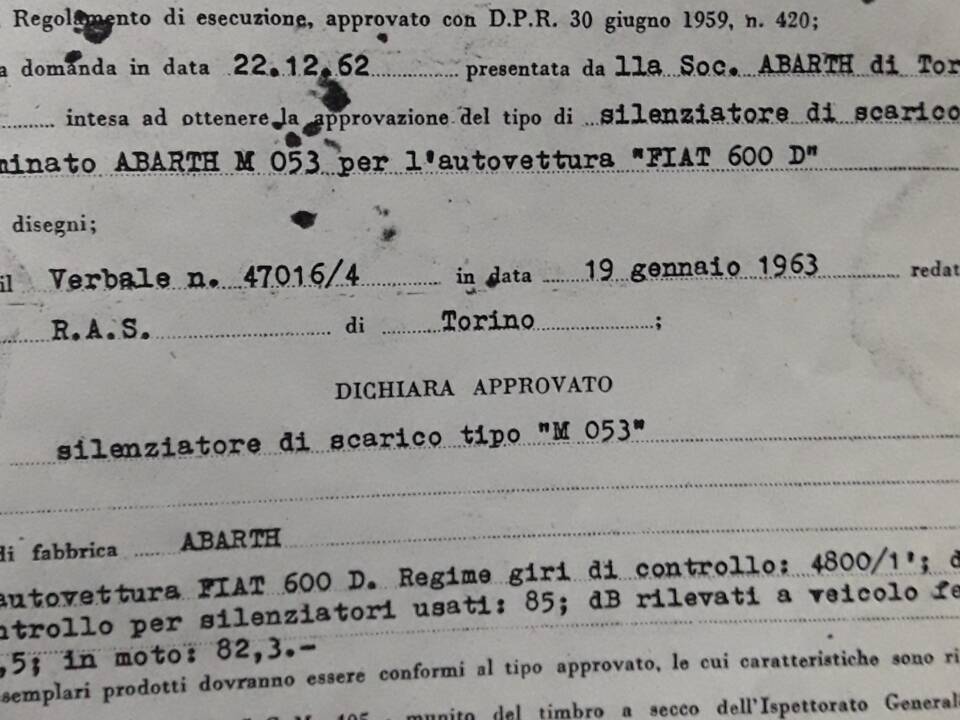 Regolamento di esecuzione, approvato con D.P.R. 30 giugno 1959, n. 420;
a domanda in data 22.12.62 presentata da lla Soc. ABARTH di Tor
intesa ad ottenere la approvazione del tipo di silenziatore di scarico
minato ABARTH M 053 per l'autovettura "FIAT 600 D"
disegni;
il Verbale n. 47016/4 in data 19 gennaio 1963 redat
R.A.S. di Torino ;
DICHIARA APPROVATO
silenziatore di scarico tipo "M 053"
di fabbrica ABARTH
autovettura FIAT 600 D. Regime giri di controllo: 4800/1'; d
ntrollo per silenziatori usati: 85; dB rilevati a veicolo fe
,5; in moto: 82,3.-
semplari prodotti dovranno essere conformi al tipo approvato, le cui caratteristiche sono ri
munito del timbro a secco dell'Ispettorato General